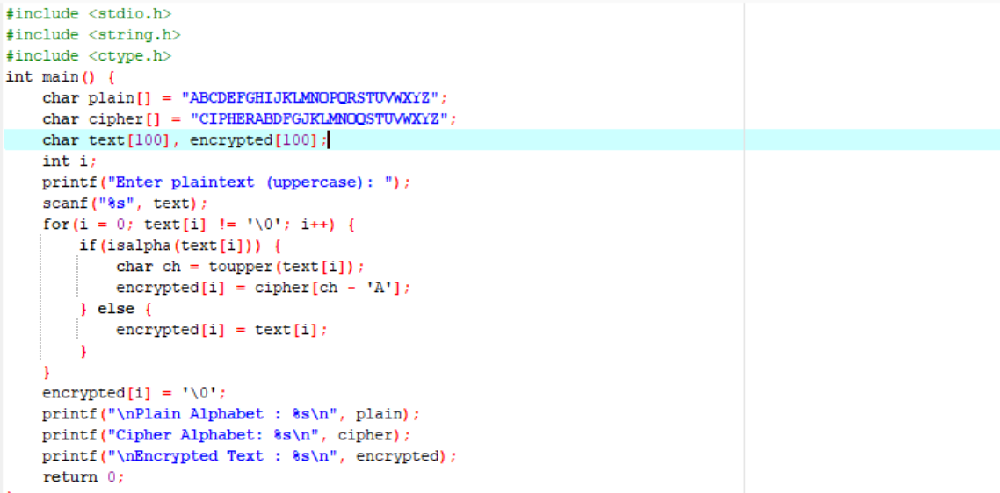 #include <stdio.h>
#include <string.h>
#include <ctype.h>
int main() {
    char plain[] = "ABCDEFGHIJKLMNOPQRSTUVWXYZ";
    char cipher[] = "CIPHERABDFGJKLMNOQSTUVWXYZ";
    char text[100], encrypted[100];
    int i;
    printf("Enter plaintext (uppercase): ");
    scanf("%s", text);
    for(i = 0; text[i] != '\0'; i++) {
        if(isalpha(text[i])) {
            char ch = toupper(text[i]);
            encrypted[i] = cipher[ch - 'A'];
        } else {
            encrypted[i] = text[i];
        }
    }
    encrypted[i] = '\0';
    printf("\nPlain Alphabet : %s\n", plain);
    printf("Cipher Alphabet: %s\n", cipher);
    printf("\nEncrypted Text : %s\n", encrypted);
    return 0;